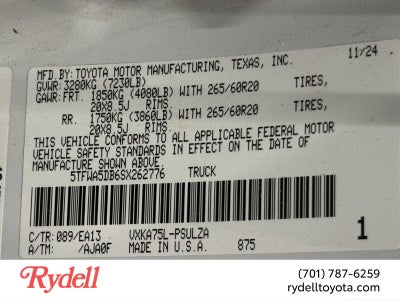 MFD.BY:TOYOTA MOTOR MANUFACTURING, TEXAS, INC. 11/24
GVWR:3280KG (7230LB)
GAWR:FRT. 1850KG (4080LB) WITH 265/60R20 TIRES,
20X8.5J RIMS.
RR. 1750KG (3860LB) WITH 265/60R20 TIRES,
20X8.5J RIMS.
THIS VEHICLE CONFORMS TO ALL APPLICABLE FEDERAL MOTOR
VEHICLE SAFETY STANDARDS IN EFFECT ON THE DATE OF
MANUFACTURE SHOWN ABOVE.
5TFWA5DB6SX262776 TRUCK
C/TR:089/EA13 VXKA75L-PSULZA
A/TM: /AJA0F MADE IN U.S.A. 875
1
Rydell
(701) 787-6259
rydelltoyota.com